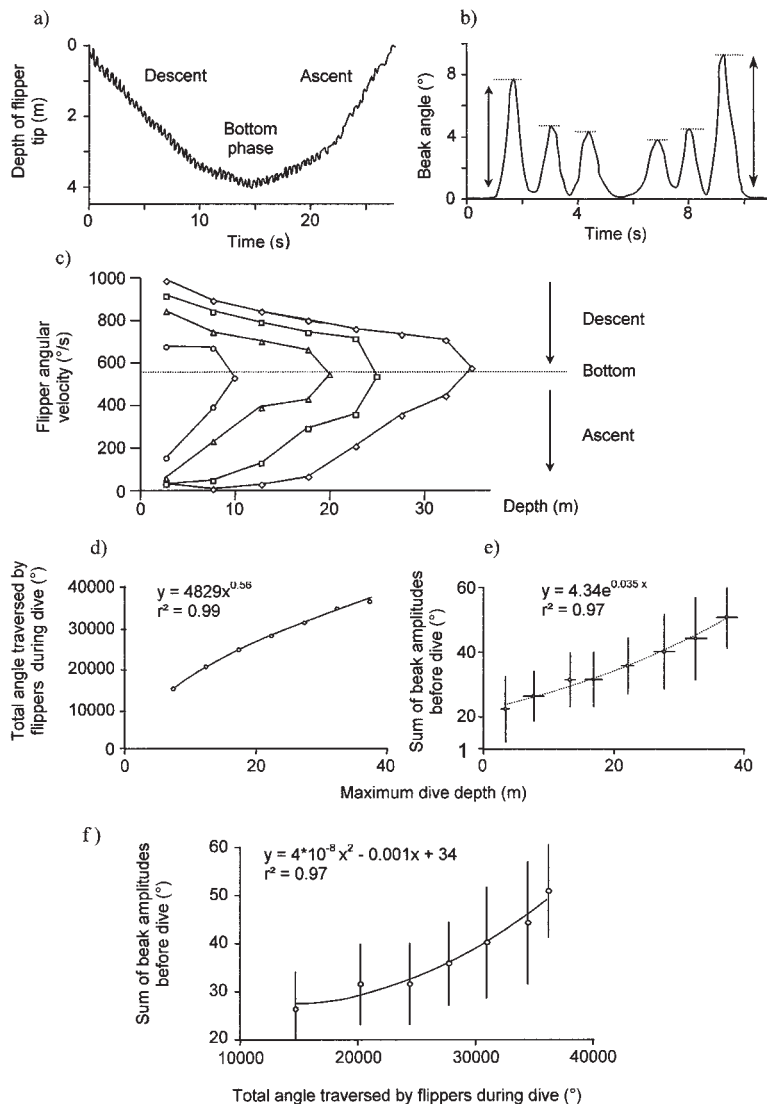 a)
Depth of flipper
tip (m)
0
2
4
Descent
Ascent
Bottom
phase
0
10
20
Time (s)
b)
Beak angle (°)
8
4
0
0
4
8
Time (s)
c)
Flipper angular
velocity (°/s)
1000
800
600
400
200
0
0
10
20
30
Depth (m)
Descent
Bottom
Ascent
d)
Total angle traversed by
flippers during dive (°)
40000
30000
20000
10000
0
y = 4829x^0.56
r² = 0.99
0
20
40
e)
Sum of beak amplitudes
before dive (°)
60
40
20
1
y = 4.34e^0.035 x
r² = 0.97
0
20
40
Maximum dive depth (m)
f)
Sum of beak amplitudes
before dive (°)
60
50
40
30
20
y = 4*10^-8 x² - 0.001x + 34
r² = 0.97
10000
20000
30000
40000
Total angle traversed by flippers during dive (°)